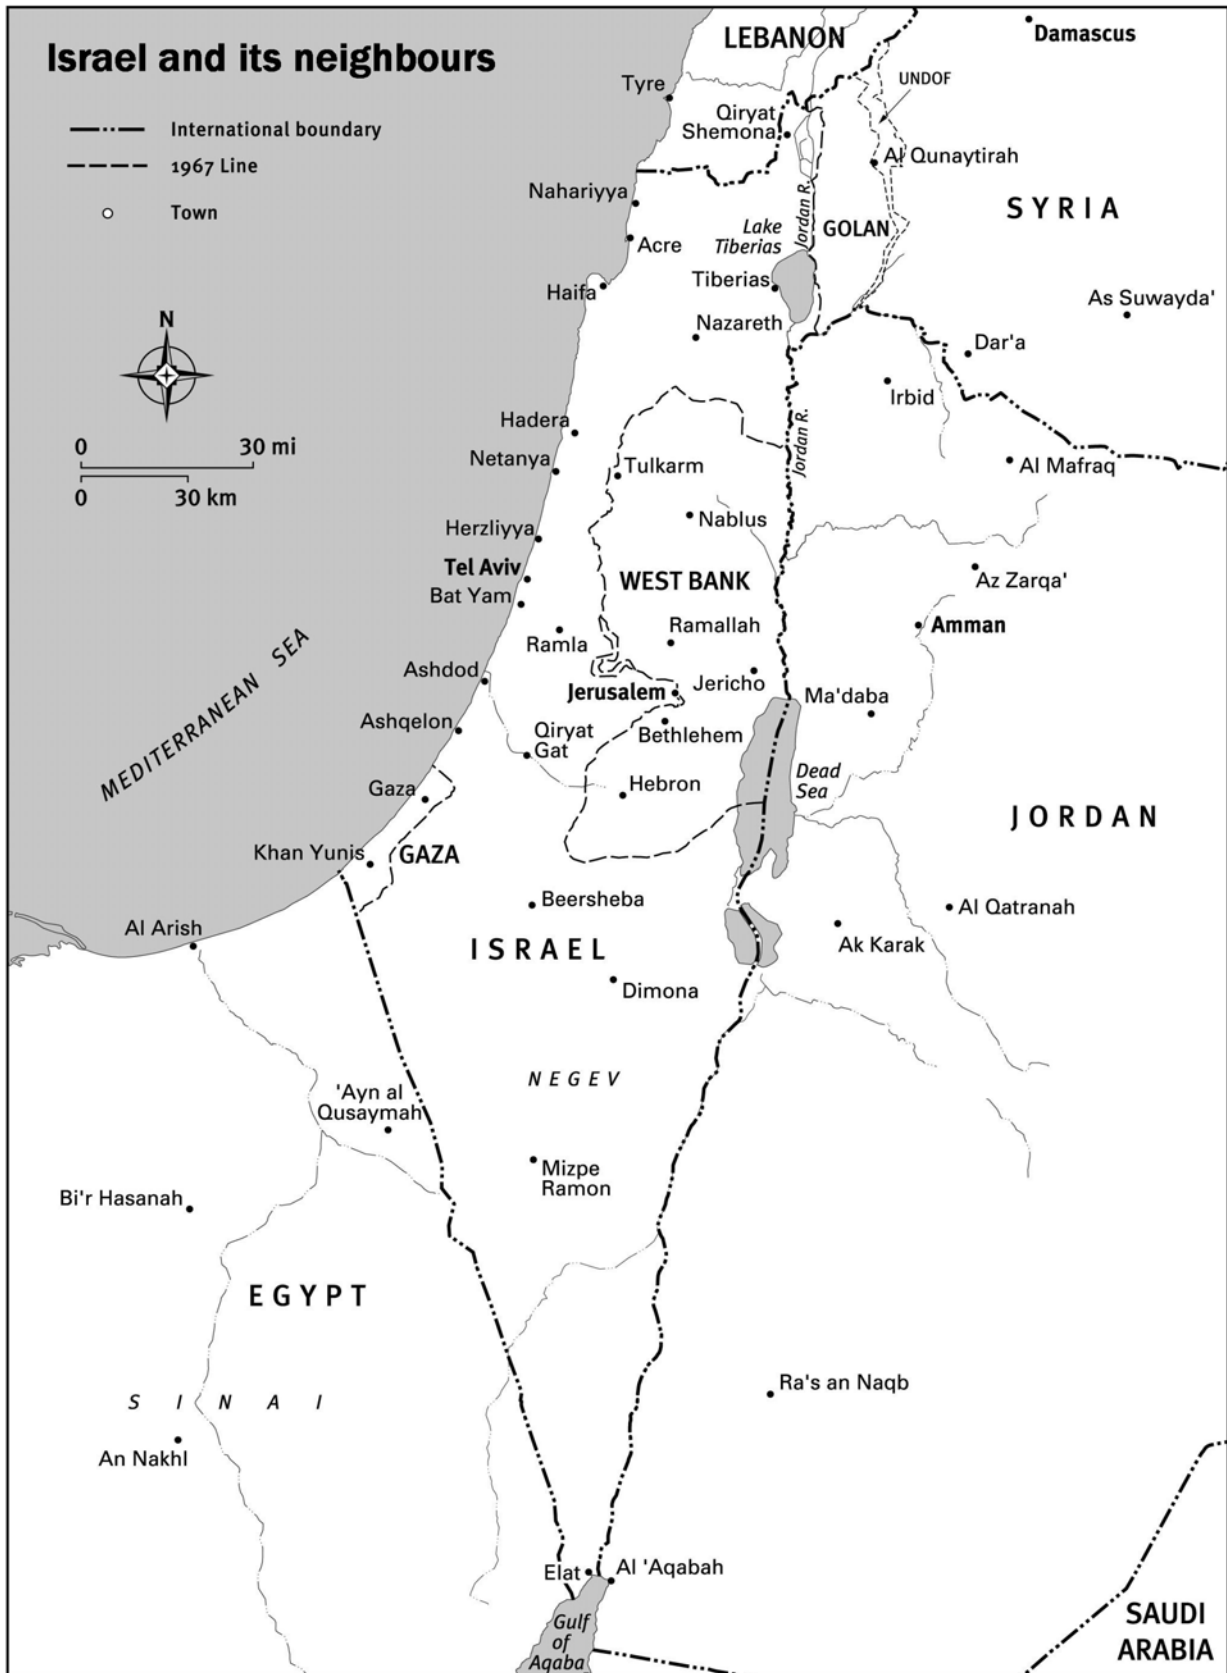 Israel and its neighbours
International boundary
1967 Line
Town
N
0
30 mi
0
30 km
LEBANON
Damascus
Tyre
UNDOF
Qiryat
Shemona
Al Qunaytirah
Nahariyya
Jordan R.
SYRIA
Lake
Tiberias
GOLAN
Acre
Tiberias
Haifa
As Suwayda'
Nazareth
Dar'a
Irbid
Hadera
Jordan R.
Netanya
Tulkarm
Al Mafraq
Nablus
Herzliyya
Tel Aviv
WEST BANK
Az Zarqa'
Bat Yam
Ramla
Ramallah
Amman
MEDITERRANEAN SEA
Ashdod
Jerusalem
Jericho
Ma'daba
Ashqelon
Qiryat
Gat
Bethlehem
Dead
Sea
Gaza
Hebron
JORDAN
Khan Yunis
GAZA
Beersheba
Al Qatranah
Al Arish
ISRAEL
Ak Karak
Dimona
NEGEV
'Ayn al
Qusaymah
Mizpe
Ramon
Bi'r Hasanah
EGYPT
Ra's an Naqb
SINAI
An Nakhl
Elat
Al 'Aqabah
Gulf
of
Aqaba
SAUDI
ARABIA